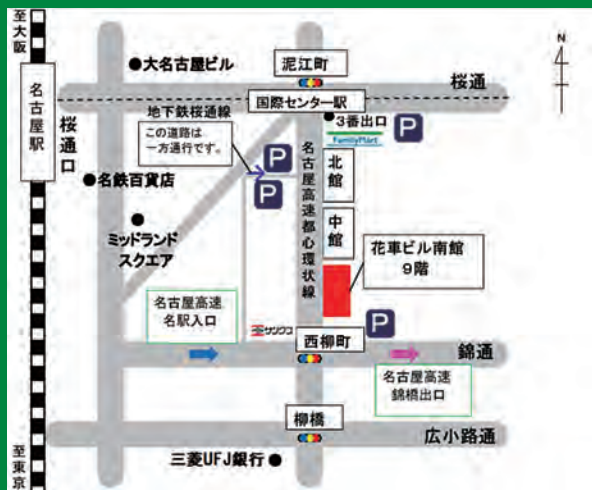 至大阪
名古屋駅
桜通口
大名古屋ビル
泥江町
桜通
N
国際センター駅
地下鉄桜通線
3番出口
FamilyMart
P
この道路は
一方通行です。
P
P
名鉄百貨店
ミッドランド
スクエア
名古屋高速都心環状線
北館
中館
花車ビル南館
9階
名古屋高速
名駅入口
サンクス
西柳町
P
錦通
名古屋高速
錦橋出口
柳橋
広小路通
三菱UFJ銀行
至東京